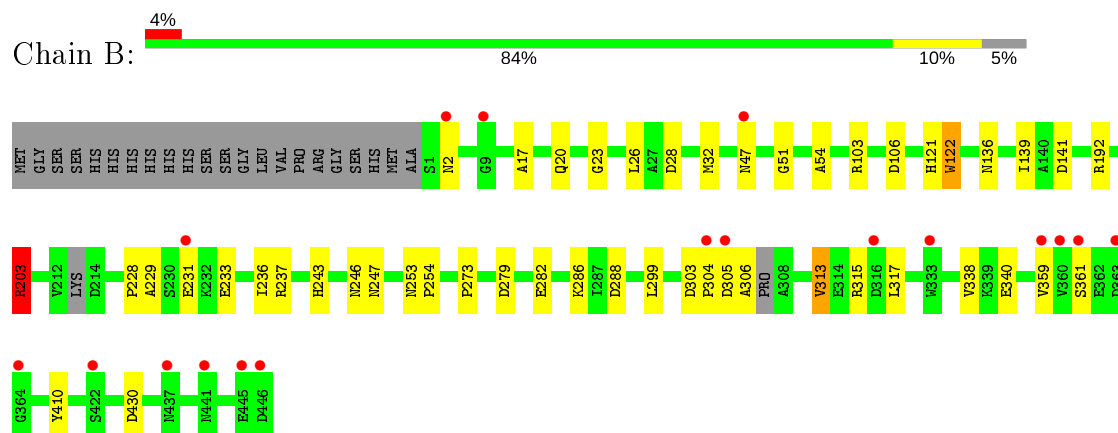 4%
Chain B:
84% 10% 5%
MET GLY SER SER HIS HIS HIS HIS HIS HIS SER SER GLY LEU VAL PRO ARG GLY SER HIS MET ALA S1 N2 G9 A17 Q20 G23 L26 A27 D28 M32 N47 G51 A54 R103 D106 H121 W122 N136 I139 A140 D141 R192
R203 V212 LYS D214 P228 A229 S230 E231 K232 E233 I236 R237 H243 N246 N247 N253 P254 P273 D279 E282 K286 I287 D288 L299 D303 P304 D305 A306 PRO A308 V313 E314 R315 D316 L317 W333 V338 K339 E340 V359 V360 S361 E362
G364 Y410 S422 D430 N437 N441 E445 D446